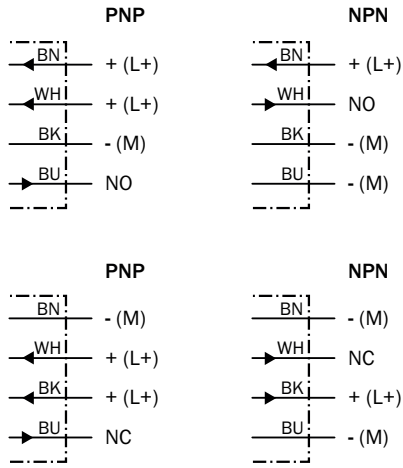 PNP NPN
BN + (L+) BN + (L+)
WH + (L+) WH NO
BK - (M) BK - (M)
BU NO BU - (M)
PNP NPN
BN - (M) BN - (M)
WH + (L+) WH NC
BK + (L+) BK + (L+)
BU NC BU - (M)